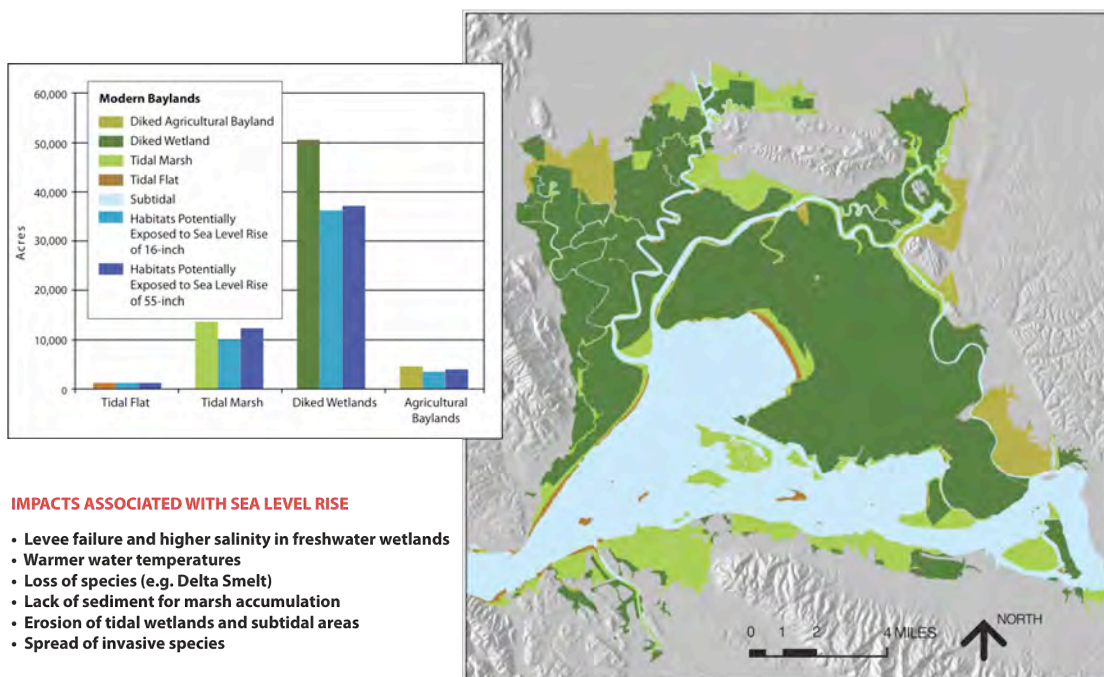 60,000
50,000
40,000
30,000
20,000
10,000
0
Acres
Modern Baylands
Diked Agricultural Bayland
Diked Wetland
Tidal Marsh
Tidal Flat
Subtidal
Habitats Potentially
Exposed to Sea Level Rise
of 16-inch
Habitats Potentially
Exposed to Sea Level Rise
of 55-inch
Tidal Flat
Tidal Marsh
Diked Wetlands
Agricultural
Baylands
IMPACTS ASSOCIATED WITH SEA LEVEL RISE
• Levee failure and higher salinity in freshwater wetlands
• Warmer water temperatures
• Loss of species (e.g. Delta Smelt)
• Lack of sediment for marsh accumulation
• Erosion of tidal wetlands and subtidal areas
• Spread of invasive species
0 1 2 4 MILES
NORTH